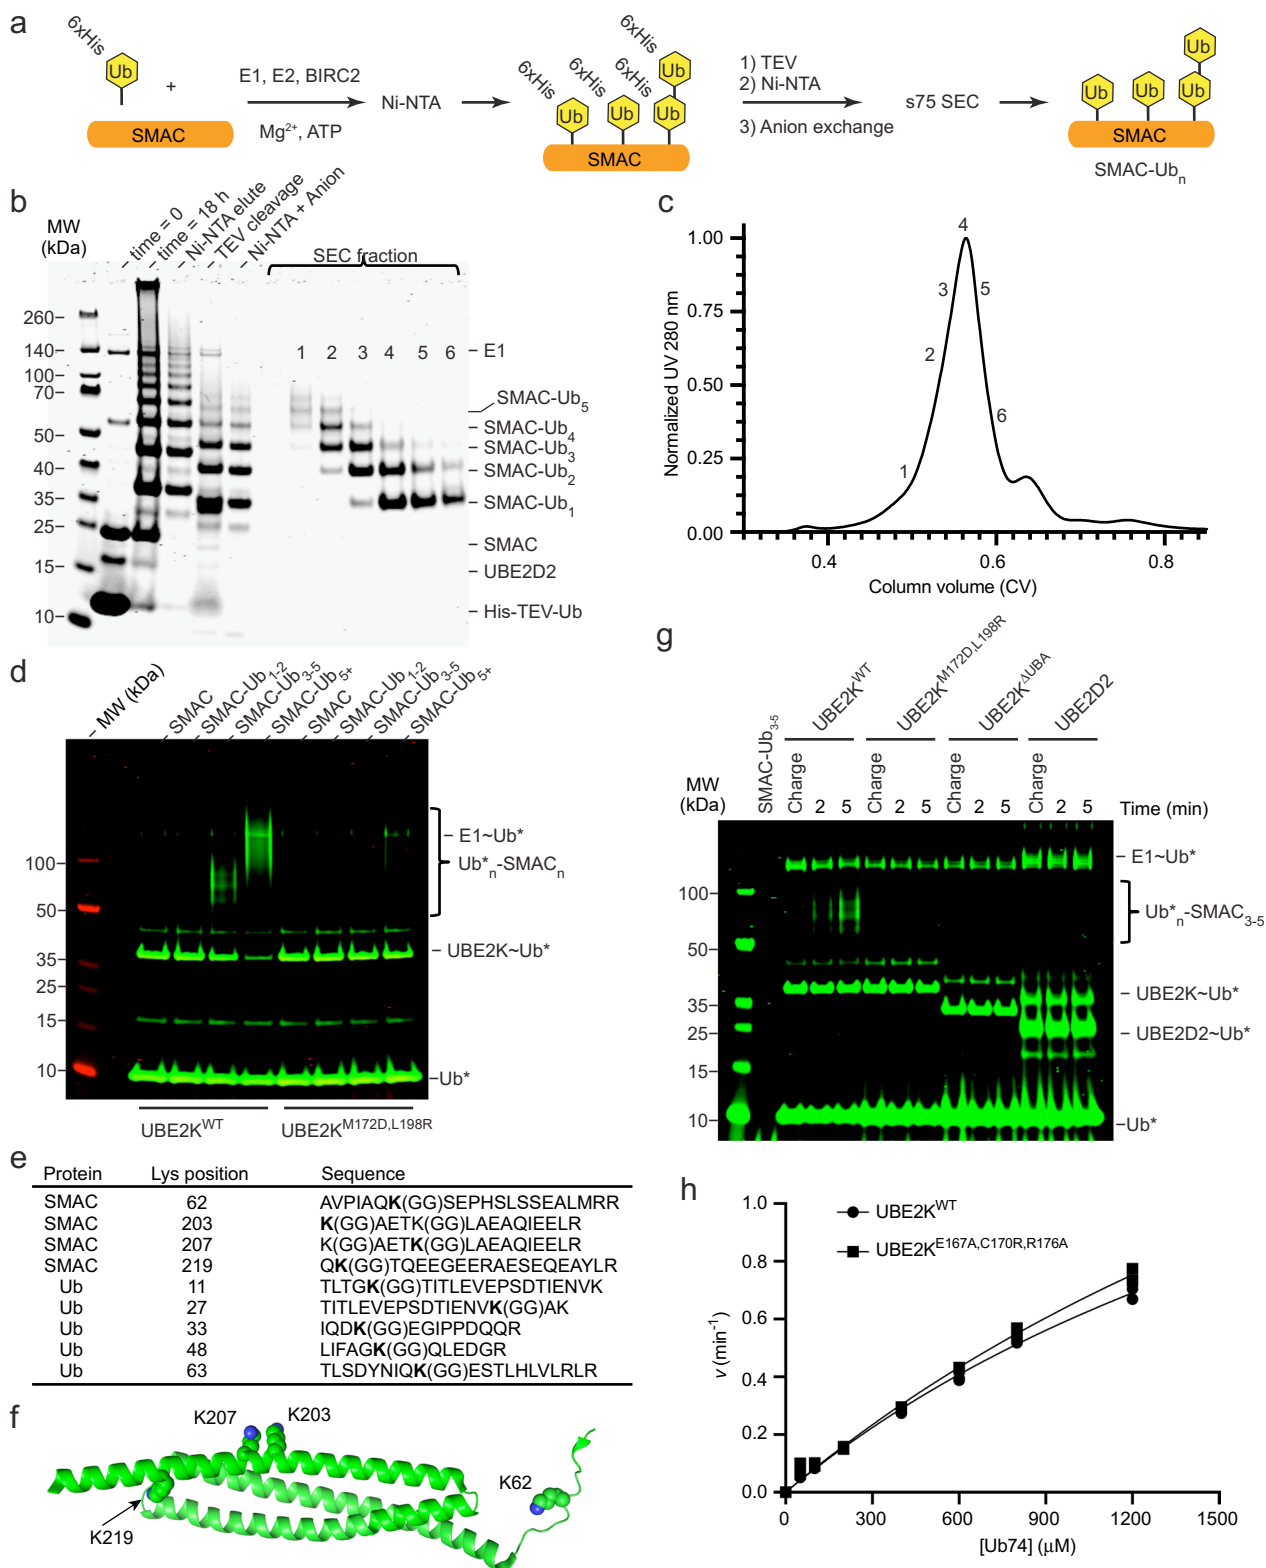 a
6xHis
Ub
+
SMAC
E1, E2, BIRC2
Mg2+, ATP
Ni-NTA
6xHis
6xHis
6xHis
6xHis
Ub
Ub
Ub
Ub
SMAC
1) TEV
2) Ni-NTA
3) Anion exchange
s75 SEC
Ub
Ub
Ub
Ub
SMAC
SMAC-Ubn
b
MW
(kDa)
time = 0
time = 18 h
Ni-NTA elute
TEV cleavage
Ni-NTA + Anion
SEC fraction
260
140
100
70
50
40
35
25
15
10
1 2 3 4 5 6
E1
SMAC-Ub5
SMAC-Ub4
SMAC-Ub3
SMAC-Ub2
SMAC-Ub1
SMAC
UBE2D2
His-TEV-Ub
c
Normalized UV 280 nm
1.00
0.75
0.50
0.25
0.00
1
2
3
4
5
6
0.4 0.6 0.8
Column volume (CV)
d
MW (kDa)
SMAC
SMAC-Ub1-2
SMAC-Ub3-5
SMAC-Ub5+
SMAC
SMAC-Ub1-2
SMAC-Ub3-5
SMAC-Ub5+
100
50
35
25
15
10
E1~Ub*
Ub*n-SMACn
UBE2K~Ub*
Ub*
UBE2KWT
UBE2KM172D,L198R
e
Protein Lys position Sequence
SMAC 62 AVPIAQK(GG)SEPHSLSSEALMRR
SMAC 203 K(GG)AETK(GG)LAEAQIEELR
SMAC 207 K(GG)AETK(GG)LAEAQIEELR
SMAC 219 QK(GG)TQEEGEERAESEQEAYLR
Ub 11 TLTGK(GG)TITLEVEPSDTIENVK
Ub 27 TITLEVEPSDTIENVK(GG)AK
Ub 33 IQDK(GG)EGIPPDQQR
Ub 48 LIFAGK(GG)QLEDGR
Ub 63 TLSDYNIQK(GG)ESTLHLVLRLR
f
K207
K203
K62
K219
g
SMAC-Ub3-5
UBE2KWT
UBE2KM172D,L198R
UBE2KΔUBA
UBE2D2
MW
(kDa)
Charge 2 5 Charge 2 5 Charge 2 5 Charge 2 5 Time (min)
100
50
35
25
15
10
E1~Ub*
Ub*n-SMAC3-5
UBE2K~Ub*
UBE2D2~Ub*
Ub*
h
UBE2KWT
UBE2KE167A,C170R,R176A
v (min-1)
1.0
0.8
0.6
0.4
0.2
0.0
0 300 600 900 1200 1500
[Ub74] (μM)